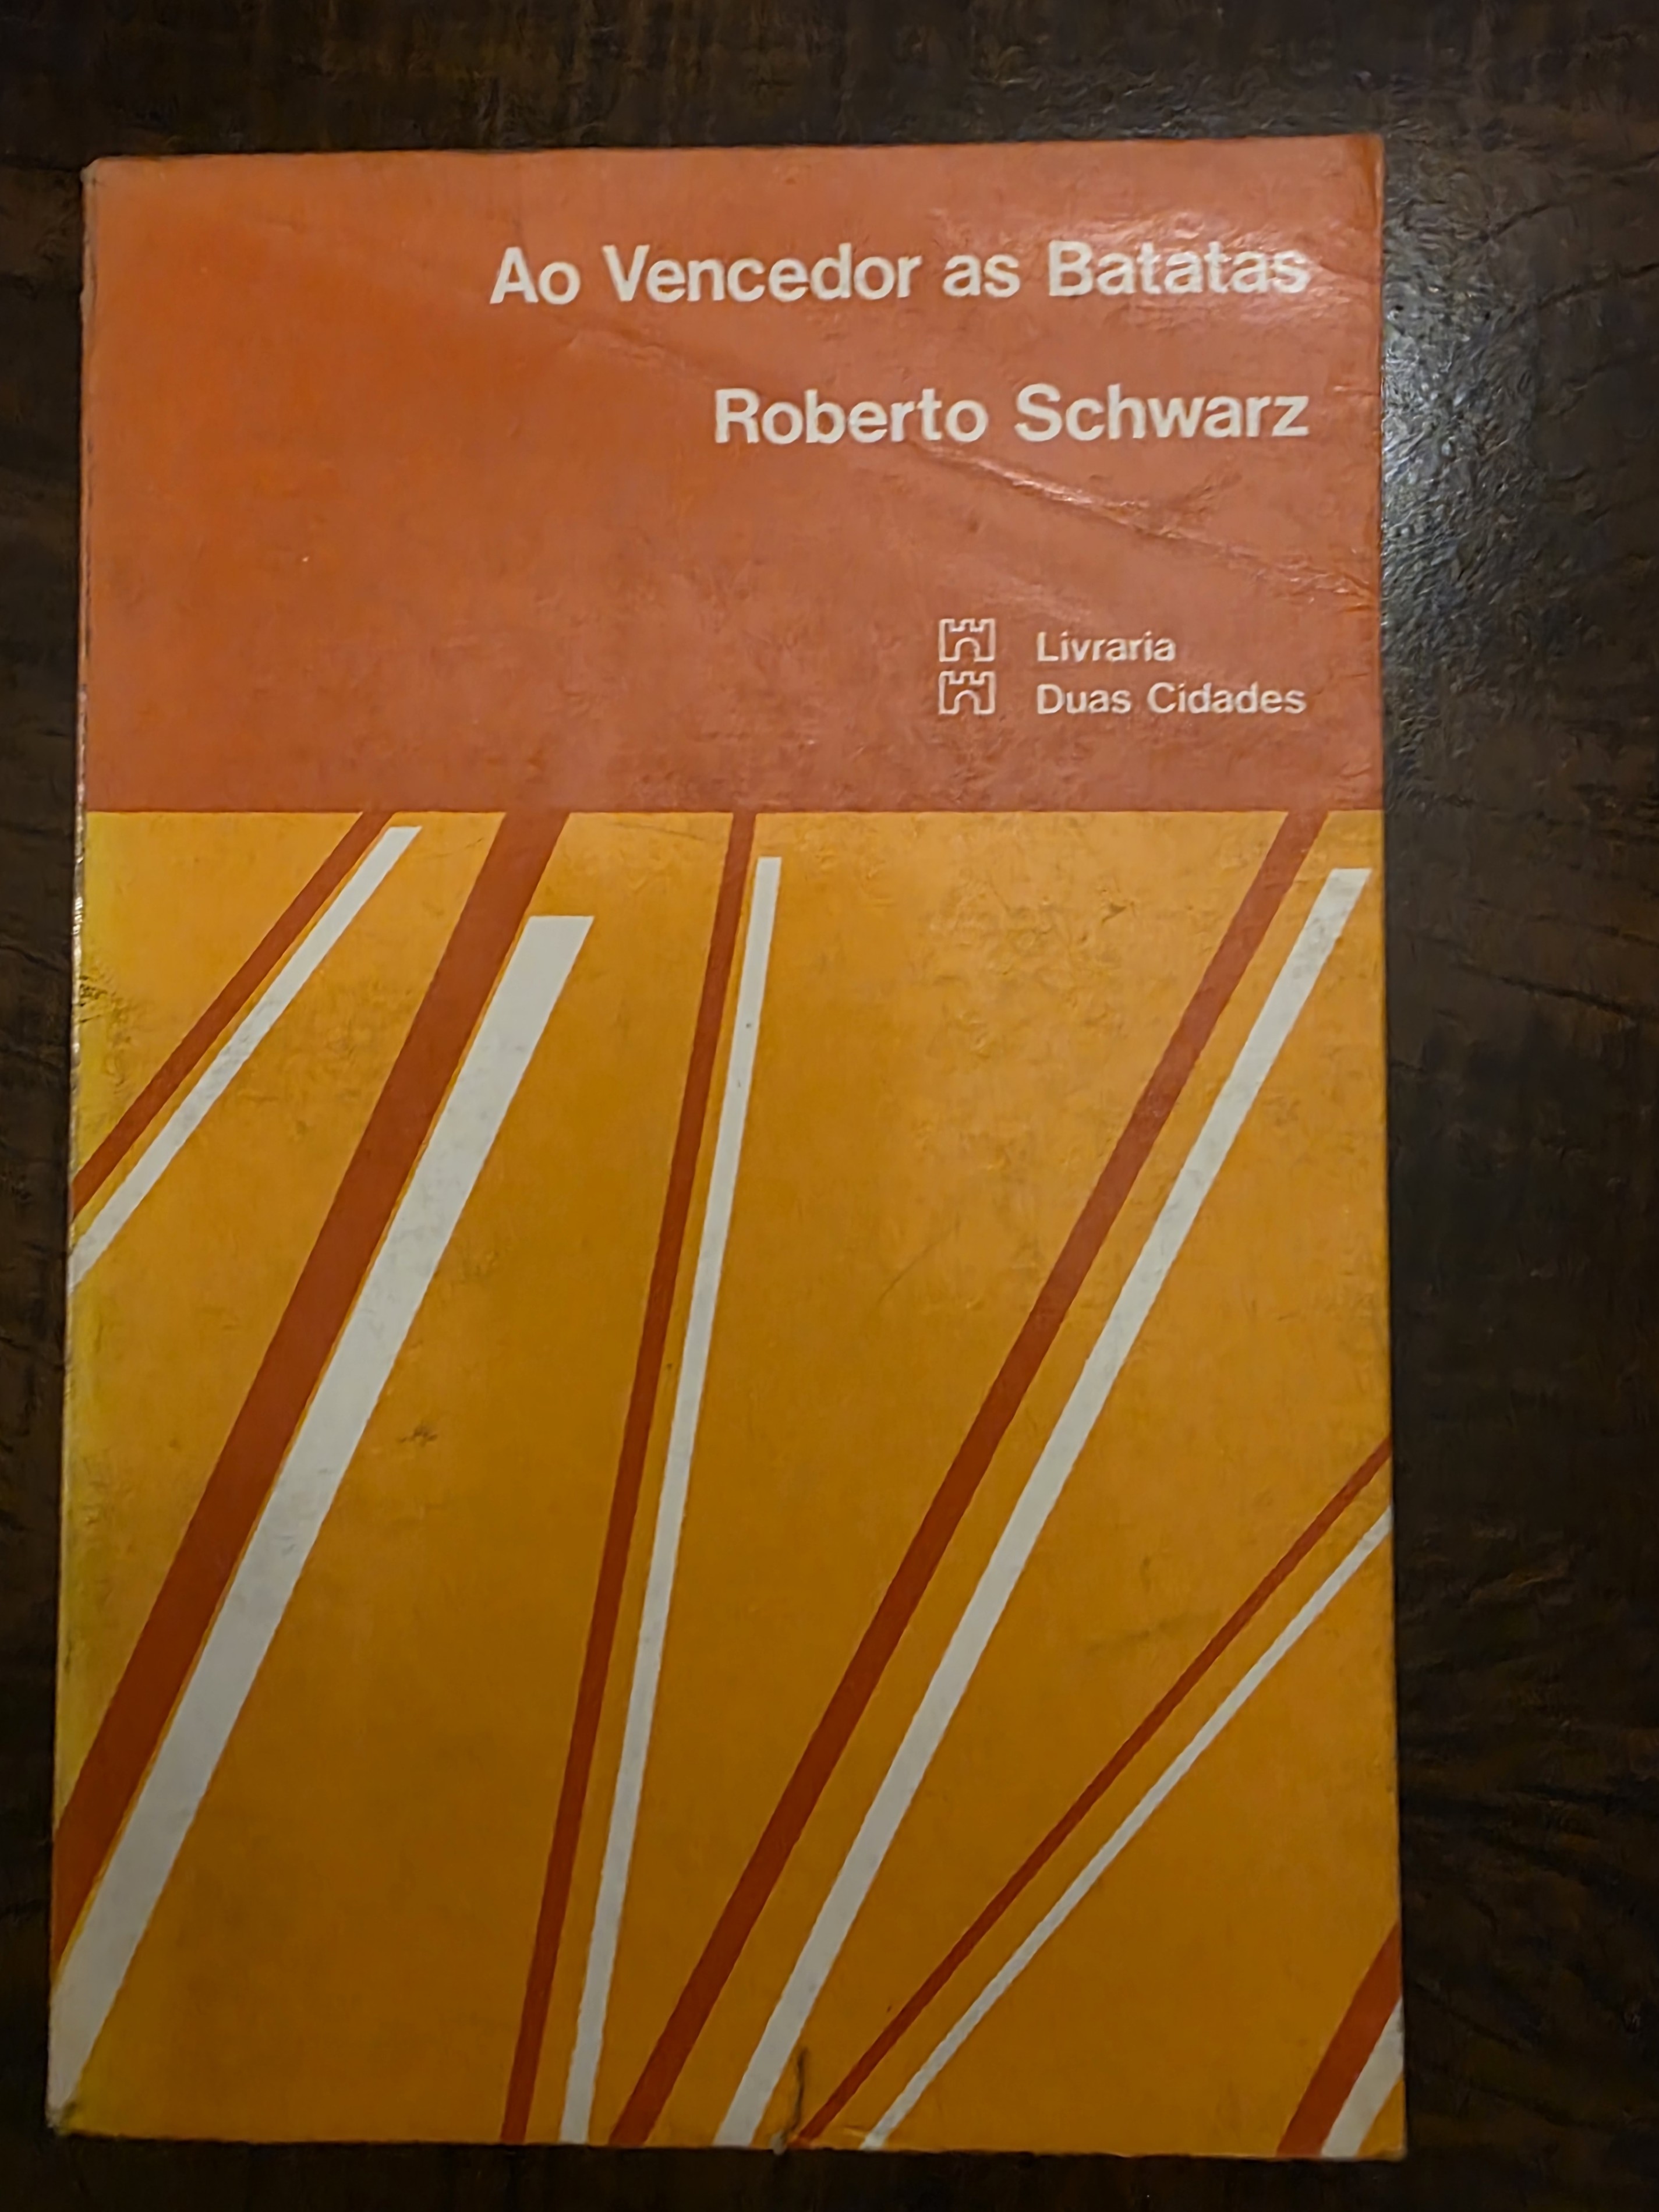 Ao Vencedor as Batatas
Roberto Schwarz
Livraria
Duas Cidades